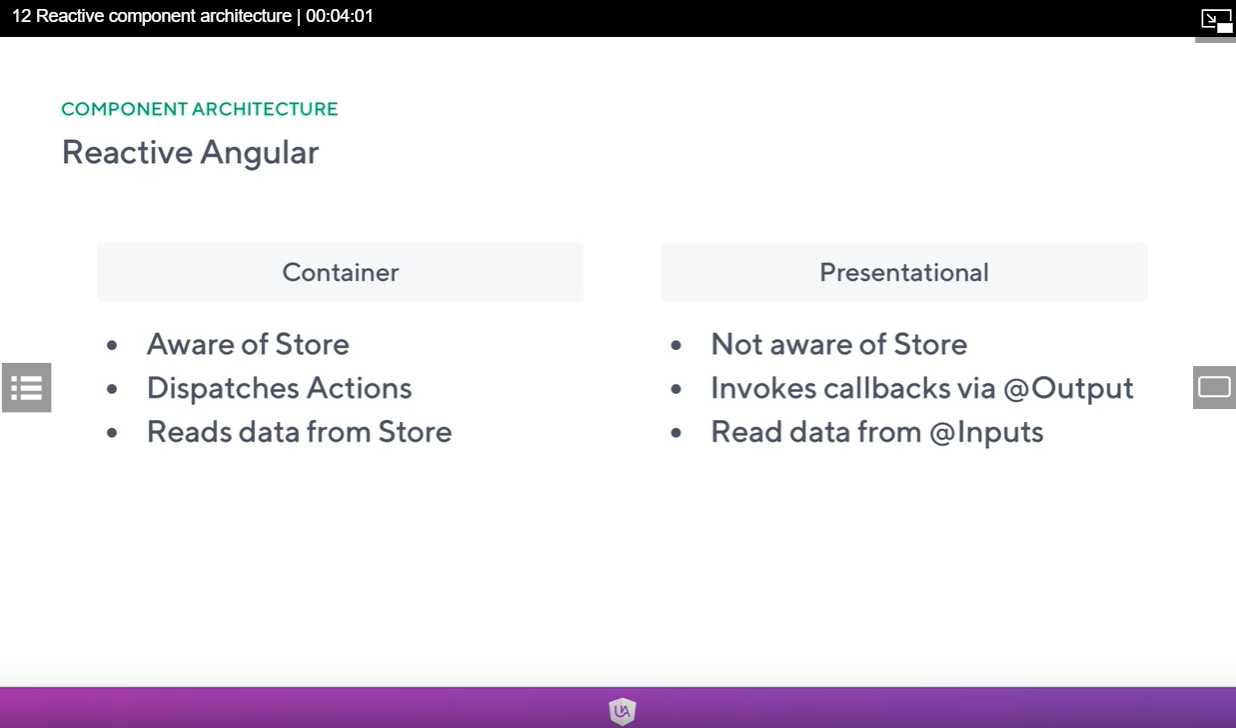 12 Reactive component architecture | 00:04:01
COMPONENT ARCHITECTURE
Reactive Angular
Container
Aware of Store
Dispatches Actions
Reads data from Store
Presentational
Not aware of Store
Invokes callbacks via @Output
Read data from @Inputs
UA